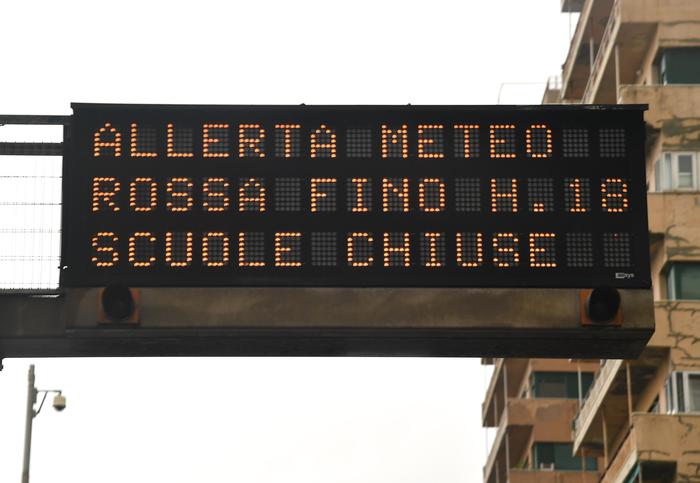 ALLERTA METEO
ROSSA FINO H.18
SCUOLE CHIUSE